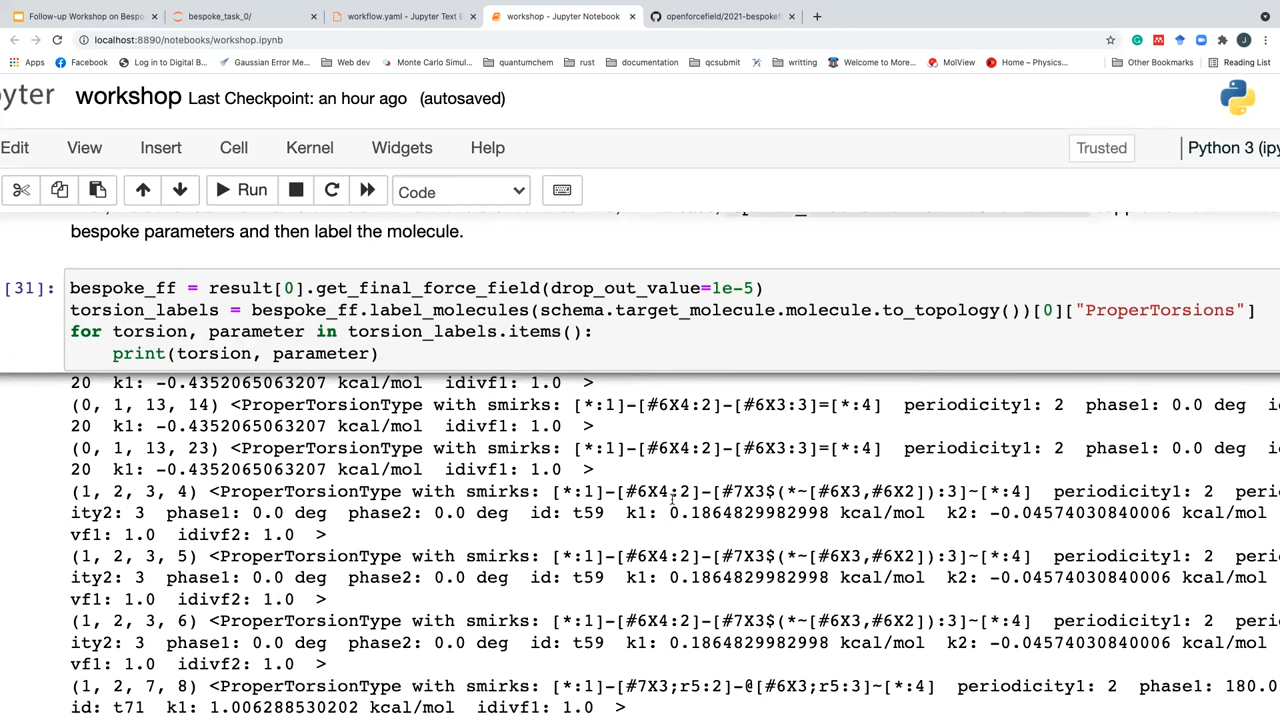 Follow-up Workshop on Bespo
bespoke_task_0/
workflow.yaml - Jupyter Text E
workshop - Jupyter Notebook
openforcefield/2021-bespokef
localhost:8890/notebooks/workshop.ipynb
Apps Facebook Log in to Digital B... Gaussian Error Me... Web dev Monte Carlo Simul... quantumchem rust documentation qcsubmit writting Welcome to More... MolView Home – Physics... Other Bookmarks Reading List
yter workshop Last Checkpoint: an hour ago (autosaved)
Edit View Insert Cell Kernel Widgets Help Trusted Python 3 (ipy
Run Code
bespoke parameters and then label the molecule.
[31]: bespoke_ff = result[0].get_final_force_field(drop_out_value=1e-5)
torsion_labels = bespoke_ff.label_molecules(schema.target_molecule.molecule.to_topology())[0]["ProperTorsions"]
for torsion, parameter in torsion_labels.items():
print(torsion, parameter)
20 k1: -0.4352065063207 kcal/mol idivf1: 1.0 >
(0, 1, 13, 14) <ProperTorsionType with smirks: [*:1]-[#6X4:2]-[#6X3:3]=[*:4] periodicity1: 2 phase1: 0.0 deg id
20 k1: -0.4352065063207 kcal/mol idivf1: 1.0 >
(0, 1, 13, 23) <ProperTorsionType with smirks: [*:1]-[#6X4:2]-[#6X3:3]=[*:4] periodicity1: 2 phase1: 0.0 deg id
20 k1: -0.4352065063207 kcal/mol idivf1: 1.0 >
(1, 2, 3, 4) <ProperTorsionType with smirks: [*:1]-[#6X4:2]-[#7X3$(*~[#6X3,#6X2]):3]~[*:4] periodicity1: 2 perio
ity2: 3 phase1: 0.0 deg phase2: 0.0 deg id: t59 k1: 0.1864829982998 kcal/mol k2: -0.04574030840006 kcal/mol
vf1: 1.0 idivf2: 1.0 >
(1, 2, 3, 5) <ProperTorsionType with smirks: [*:1]-[#6X4:2]-[#7X3$(*~[#6X3,#6X2]):3]~[*:4] periodicity1: 2 perio
ity2: 3 phase1: 0.0 deg phase2: 0.0 deg id: t59 k1: 0.1864829982998 kcal/mol k2: -0.04574030840006 kcal/mol
vf1: 1.0 idivf2: 1.0 >
(1, 2, 3, 6) <ProperTorsionType with smirks: [*:1]-[#6X4:2]-[#7X3$(*~[#6X3,#6X2]):3]~[*:4] periodicity1: 2 perio
ity2: 3 phase1: 0.0 deg phase2: 0.0 deg id: t59 k1: 0.1864829982998 kcal/mol k2: -0.04574030840006 kcal/mol
vf1: 1.0 idivf2: 1.0 >
(1, 2, 7, 8) <ProperTorsionType with smirks: [*:1]-[#7X3;r5:2]-@[#6X3;r5:3]~[*:4] periodicity1: 2 phase1: 180.0
id: t71 k1: 1.006288530202 kcal/mol idivf1: 1.0 >